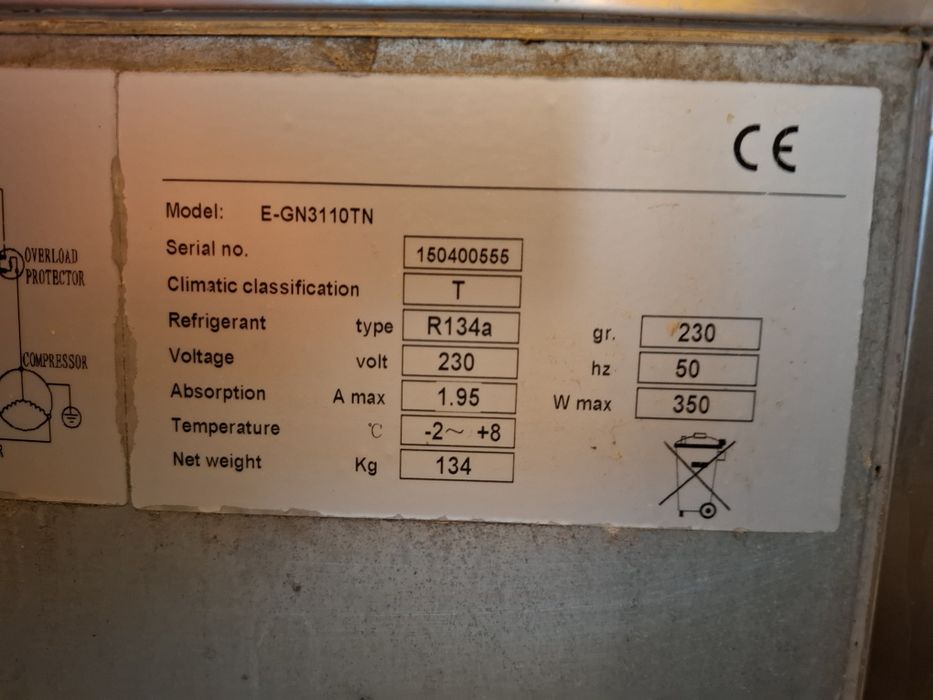 CE
Model: E-GN3110TN
Serial no. 150400555
Climatic classification T
Refrigerant type R134a gr. 230
Voltage volt 230 hz 50
Absorption A max 1.95 W max 350
Temperature °C -2～ +8
Net weight Kg 134
OVERLOAD
PROTECTOR
COMPRESSOR
R